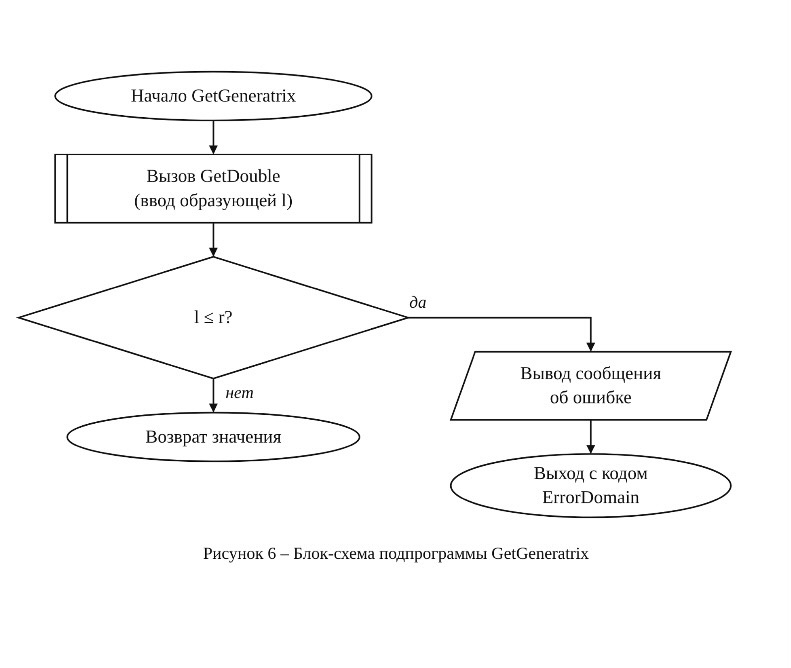 Начало GetGeneratrix
Вызов GetDouble
(ввод образующей l)
l ≤ r?
да
нет
Вывод сообщения
об ошибке
Возврат значения
Выход с кодом
ErrorDomain
Рисунок 6 – Блок-схема подпрограммы GetGeneratrix